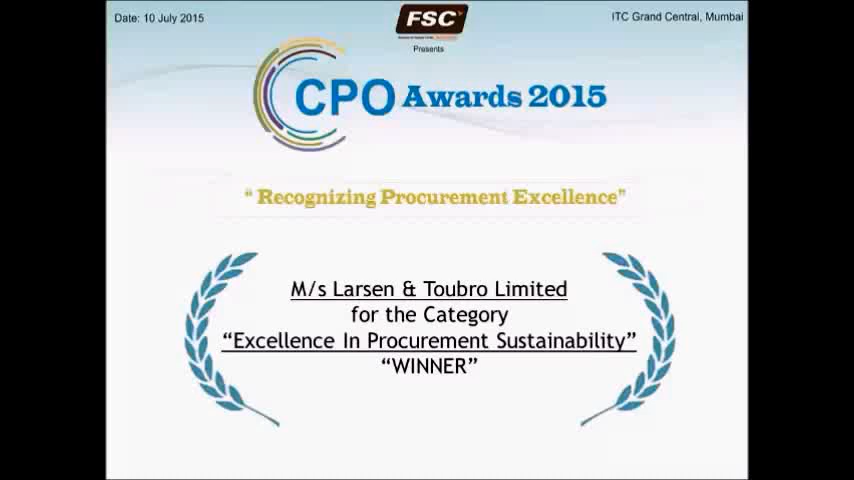 Date: 10 July 2015
FSC
ITC Grand Central, Mumbai
Presents
CPO Awards 2015
“ Recognizing Procurement Excellence”
M/s Larsen & Toubro Limited
for the Category
“Excellence In Procurement Sustainability”
“WINNER”